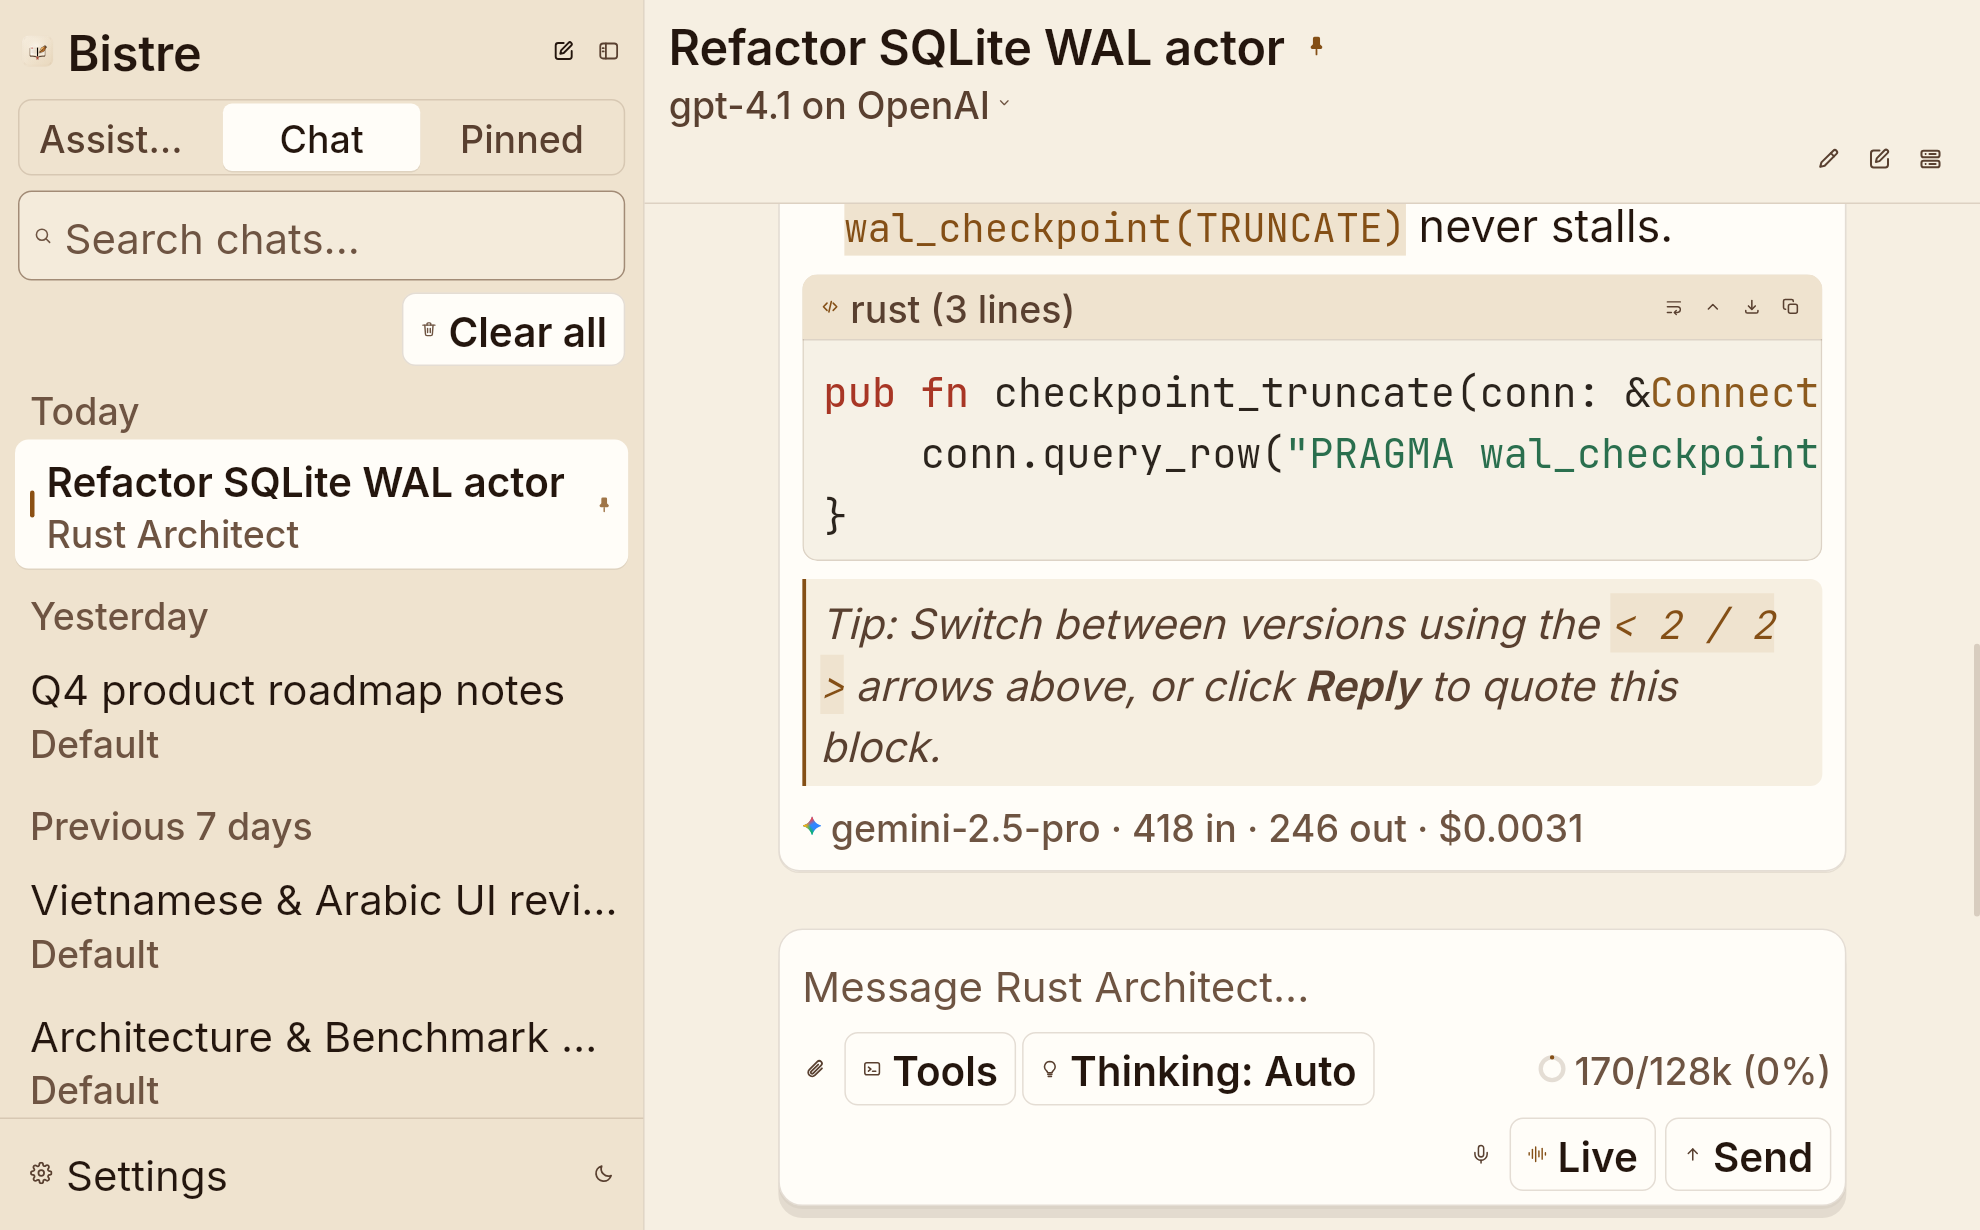 Bistre
Assist...
Chat
Pinned
Search chats...
Clear all
Today
Refactor SQLite WAL actor
Rust Architect
Yesterday
Q4 product roadmap notes
Default
Previous 7 days
Vietnamese & Arabic UI revi...
Default
Architecture & Benchmark ...
Default
Settings
Refactor SQLite WAL actor
gpt-4.1 on OpenAI
wal_checkpoint(TRUNCATE) never stalls.
rust (3 lines)
pub fn checkpoint_truncate(conn: &Connect
    conn.query_row("PRAGMA wal_checkpoint
}
Tip: Switch between versions using the < 2 / 2
> arrows above, or click Reply to quote this
block.
gemini-2.5-pro · 418 in · 246 out · $0.0031
Message Rust Architect...
Tools
Thinking: Auto
170/128k (0%)
Live
Send